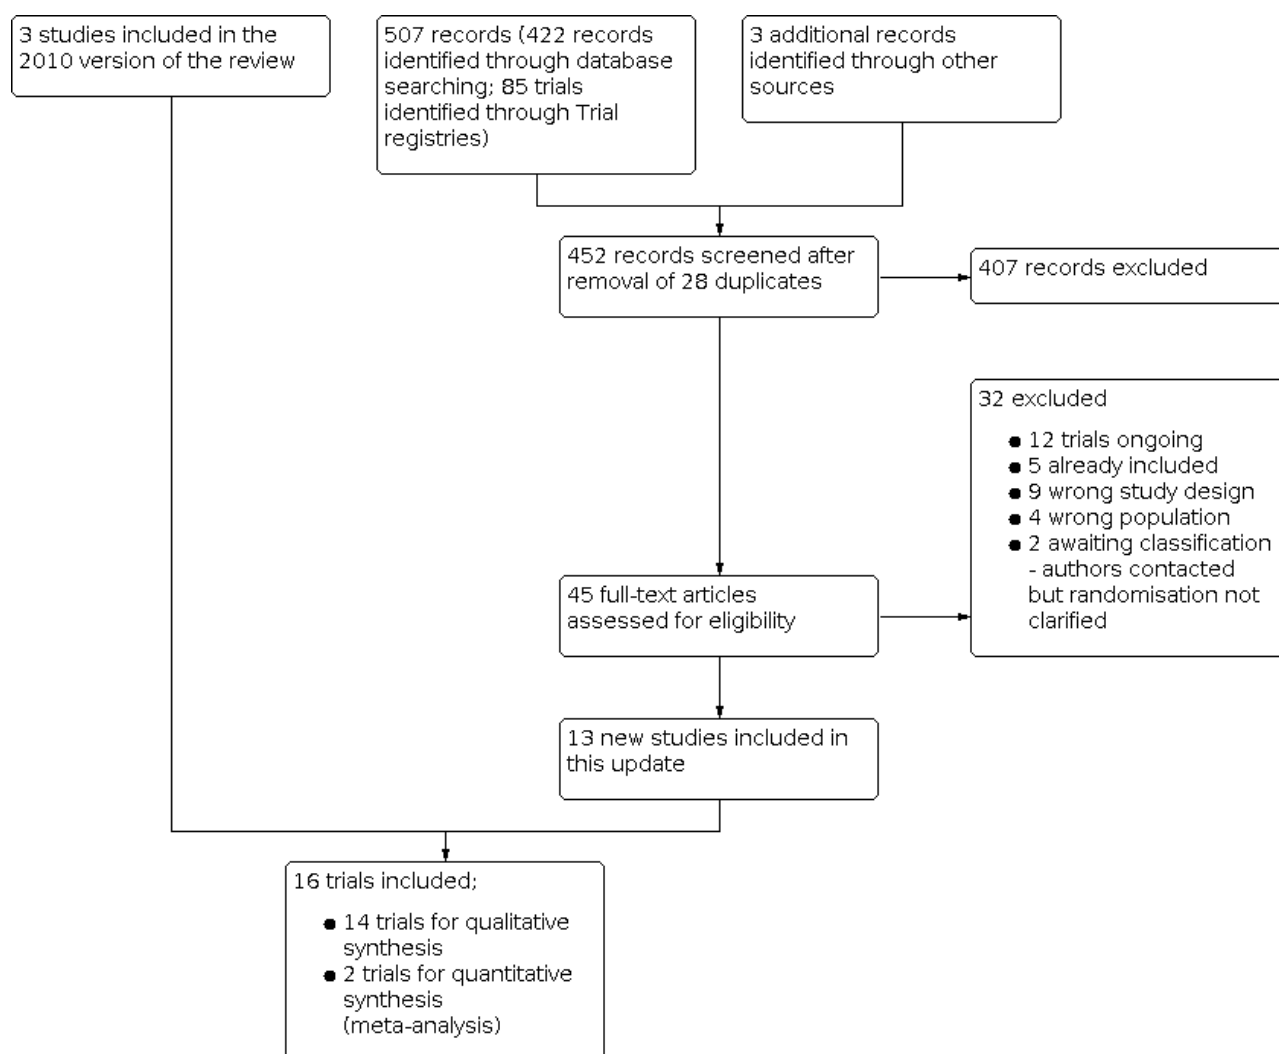 3 studies included in the
2010 version of the review
507 records (422 records
identified through database
searching; 85 trials
identified through Trial
registries)
3 additional records
identified through other
sources
452 records screened after
removal of 28 duplicates
407 records excluded
32 excluded
● 12 trials ongoing
● 5 already included
● 9 wrong study design
● 4 wrong population
● 2 awaiting classification
- authors contacted
but randomisation not
clarified
45 full-text articles
assessed for eligibility
13 new studies included in
this update
16 trials included;
● 14 trials for qualitative
synthesis
● 2 trials for quantitative
synthesis
(meta-analysis)